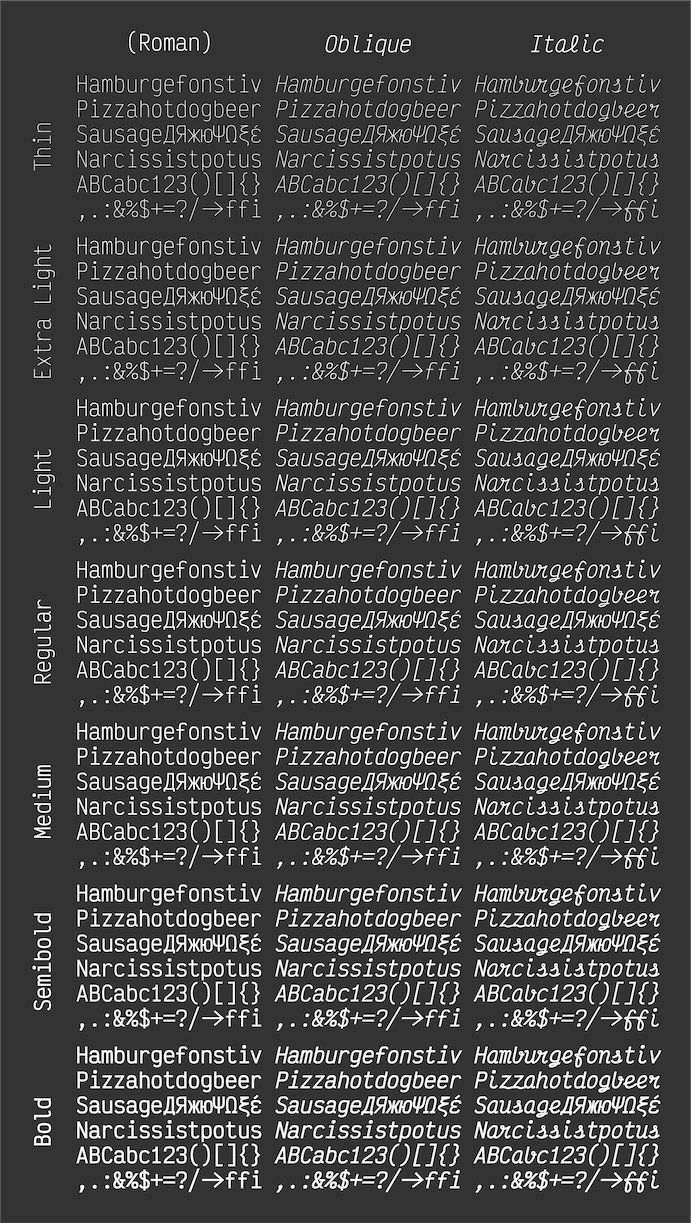 (Roman) Oblique Italic
Thin
Hamburgefonstiv Hamburgefonstiv Hamburgefonstiv
Pizzahotdogbeer Pizzahotdogbeer Pizzahotdogbeer
SausageДЯжюΨΩξέ SausageДЯжюΨΩξέ SausageДЯжюΨΩξέ
Narcissistpotus Narcissistpotus Narcissistpotus
ABCabc123()[]{} ABCabc123()[]{} ABCabc123()[]{}
,.:&%$+=?/→ffi ,.:&%$+=?/→ffi ,.:&%$+=?/→ffi
Extra Light
Hamburgefonstiv Hamburgefonstiv Hamburgefonstiv
Pizzahotdogbeer Pizzahotdogbeer Pizzahotdogbeer
SausageДЯжюΨΩξέ SausageДЯжюΨΩξέ SausageДЯжюΨΩξέ
Narcissistpotus Narcissistpotus Narcissistpotus
ABCabc123()[]{} ABCabc123()[]{} ABCabc123()[]{}
,.:&%$+=?/→ffi ,.:&%$+=?/→ffi ,.:&%$+=?/→ffi
Light
Hamburgefonstiv Hamburgefonstiv Hamburgefonstiv
Pizzahotdogbeer Pizzahotdogbeer Pizzahotdogbeer
SausageДЯжюΨΩξέ SausageДЯжюΨΩξέ SausageДЯжюΨΩξέ
Narcissistpotus Narcissistpotus Narcissistpotus
ABCabc123()[]{} ABCabc123()[]{} ABCabc123()[]{}
,.:&%$+=?/→ffi ,.:&%$+=?/→ffi ,.:&%$+=?/→ffi
Regular
Hamburgefonstiv Hamburgefonstiv Hamburgefonstiv
Pizzahotdogbeer Pizzahotdogbeer Pizzahotdogbeer
SausageДЯжюΨΩξέ SausageДЯжюΨΩξέ SausageДЯжюΨΩξέ
Narcissistpotus Narcissistpotus Narcissistpotus
ABCabc123()[]{} ABCabc123()[]{} ABCabc123()[]{}
,.:&%$+=?/→ffi ,.:&%$+=?/→ffi ,.:&%$+=?/→ffi
Medium
Hamburgefonstiv Hamburgefonstiv Hamburgefonstiv
Pizzahotdogbeer Pizzahotdogbeer Pizzahotdogbeer
SausageДЯжюΨΩξέ SausageДЯжюΨΩξέ SausageДЯжюΨΩξέ
Narcissistpotus Narcissistpotus Narcissistpotus
ABCabc123()[]{} ABCabc123()[]{} ABCabc123()[]{}
,.:&%$+=?/→ffi ,.:&%$+=?/→ffi ,.:&%$+=?/→ffi
Semibold
Hamburgefonstiv Hamburgefonstiv Hamburgefonstiv
Pizzahotdogbeer Pizzahotdogbeer Pizzahotdogbeer
SausageДЯжюΨΩξέ SausageДЯжюΨΩξέ SausageДЯжюΨΩξέ
Narcissistpotus Narcissistpotus Narcissistpotus
ABCabc123()[]{} ABCabc123()[]{} ABCabc123()[]{}
,.:&%$+=?/→ffi ,.:&%$+=?/→ffi ,.:&%$+=?/→ffi
Bold
Hamburgefonstiv Hamburgefonstiv Hamburgefonstiv
Pizzahotdogbeer Pizzahotdogbeer Pizzahotdogbeer
SausageДЯжюΨΩξέ SausageДЯжюΨΩξέ SausageДЯжюΨΩξέ
Narcissistpotus Narcissistpotus Narcissistpotus
ABCabc123()[]{} ABCabc123()[]{} ABCabc123()[]{}
,.:&%$+=?/→ffi ,.:&%$+=?/→ffi ,.:&%$+=?/→ffi